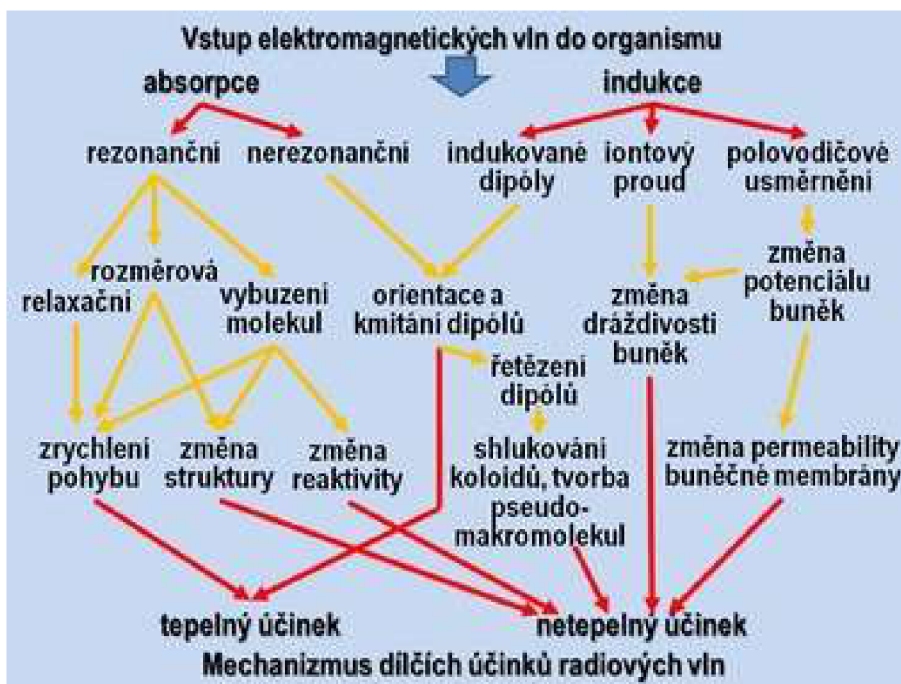 Vstup elektromagnetických vln do organismu
absorpce
indukce
rezonanční
nerezonanční
indukované
dipóly
iontový
proud
polovodičové
usměrnění
relaxační
rozměrová
vybuzení
molekul
orientace a
kmitání dipólů
změna
dráždivosti
buněk
změna
potenciálu
buněk
řetězení
dipólů
zrychlení
pohybu
změna
struktury
změna
reaktivity
shlukování
koloidů, tvorba
pseudo-
makromolekul
změna permeability
buněčné membrány
tepelný účinek
netepelný účinek
Mechanizmus dílčích účinků radiových vln